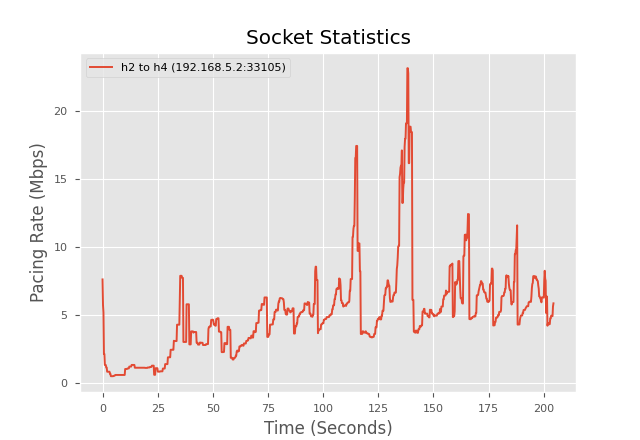 Socket Statistics
h2 to h4 (192.168.5.2:33105)
Pacing Rate (Mbps)
20
15
10
5
0
0 25 50 75 100 125 150 175 200
Time (Seconds)